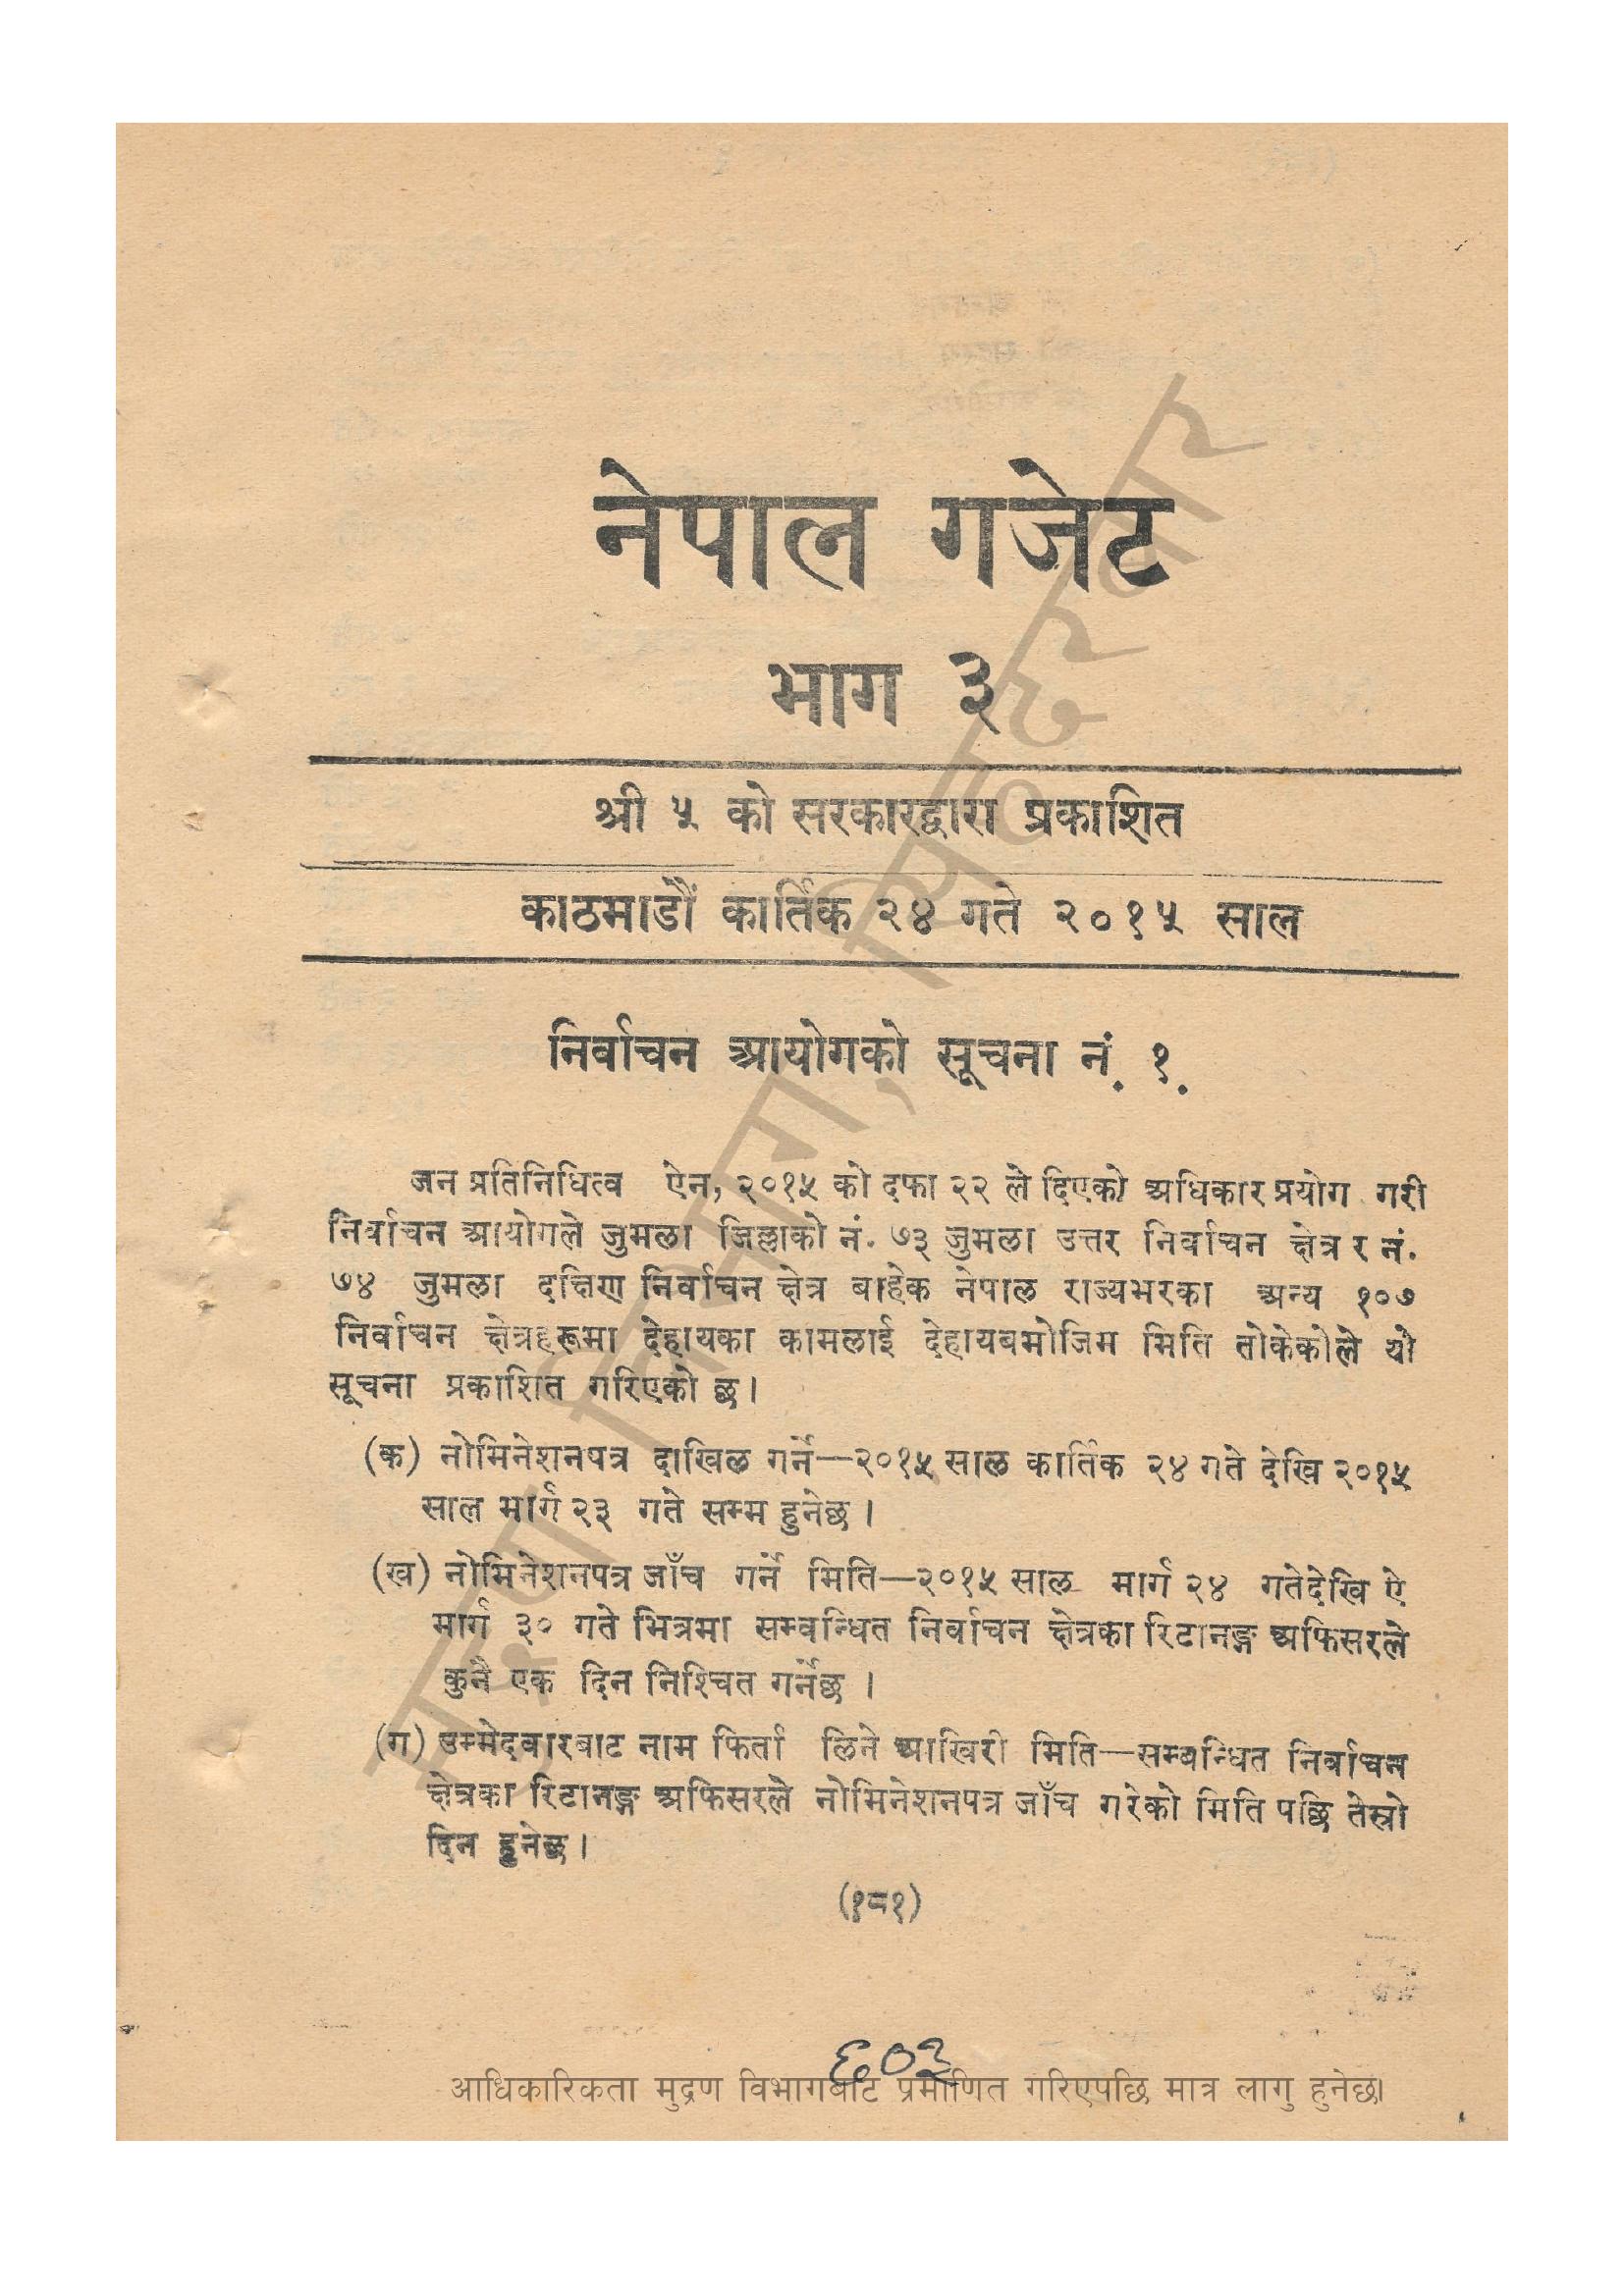 नेपाल गजेट
भाग ३
श्री ५ को सरकारद्वारा प्रकाशित
काठमाडौं कार्तिक २४ गते २०१५ साल
निर्वाचन आयोगको सूचना नं. १.
जन प्रतिनिधित्व ऐन, २०१५ को दफा २२ ले दिएको अधिकार प्रयोग गरी
निर्वाचन आयोगले जुमला जिल्लाको नं. ७३ जुमला उत्तर निर्वाचन क्षेत्र र नं.
७४ जुमला दक्षिण निर्वाचन क्षेत्र बाहेक नेपाल राज्यभरका अन्य १०७
निर्वाचन क्षेत्रहरूमा देहायका कामलाई देहायबमोजिम मिति तोकेकोले यो
सूचना प्रकाशित गरिएको छ।
(क) नोमिनेशनपत्र दाखिल गर्ने—२०१५ साल कार्तिक २४ गते देखि २०१५
साल मार्ग २३ गते सम्म हुनेछ।
(ख) नोमिनेशनपत्र जाँच गर्ने मिति—२०१५ साल मार्ग २४ गतेदेखि ऐ
मार्ग ३० गते भित्रमा सम्वन्धित निर्वाचन क्षेत्रका रिटानङ्ग अफिसरले
कुनै एक दिन निश्चित गर्नेछ।
(ग) उम्मेदवारबाट नाम फिर्ता लिने आखिरी मिति—सम्वन्धित निर्वाचन
क्षेत्रका रिटानङ्ग अफिसरले नोमिनेशनपत्र जाँच गरेको मिति पछि तेस्रो
दिन हुनेछ।
(१८१)
६०३
आधिकारिकता मुद्रण विभागबाट प्रमाणित गरिएपछि मात्र लागु हुनेछ।
मुद्रण विभाग, सिंहदरबार